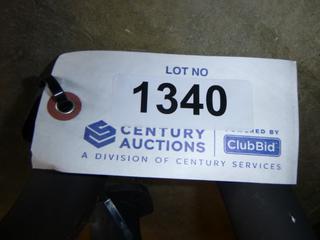 LOT NO
1340
CENTURY
AUCTIONS
POWERED BY
ClubBid
A DIVISION OF CENTURY SERVICES